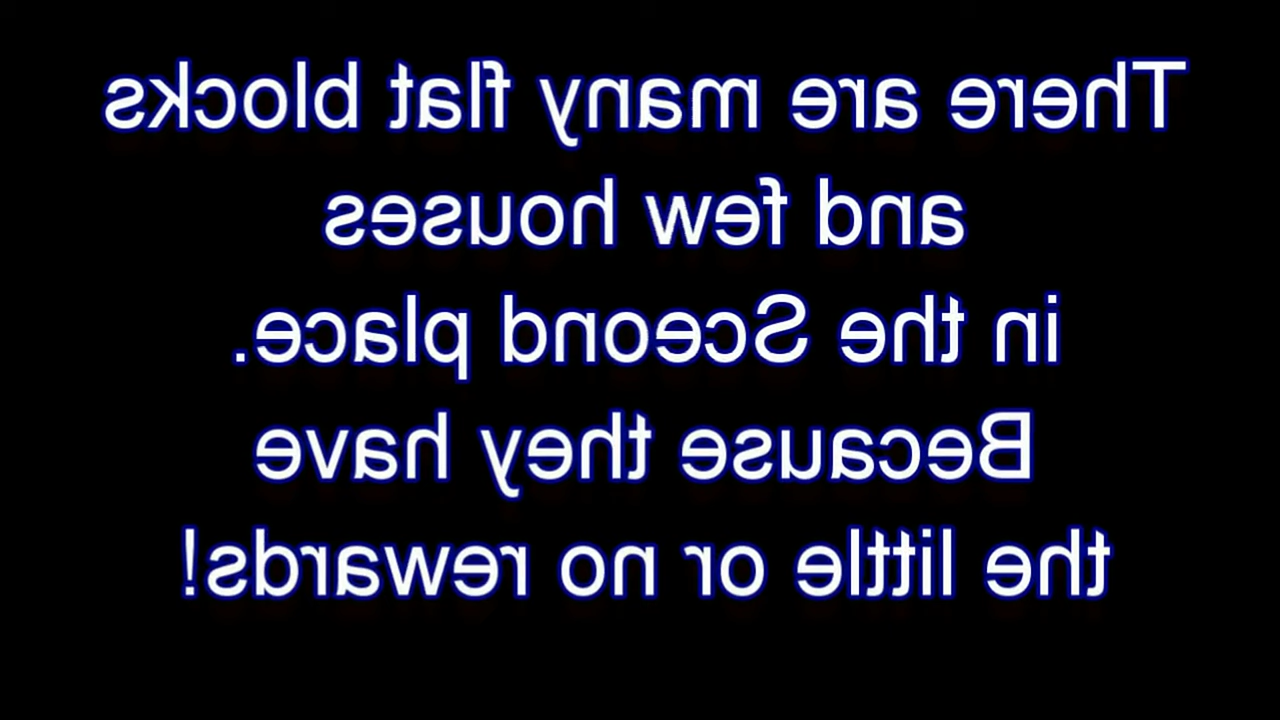 There are many flat blocks
and few houses
in the Sceond place.
Because they have
the little or no rewards!